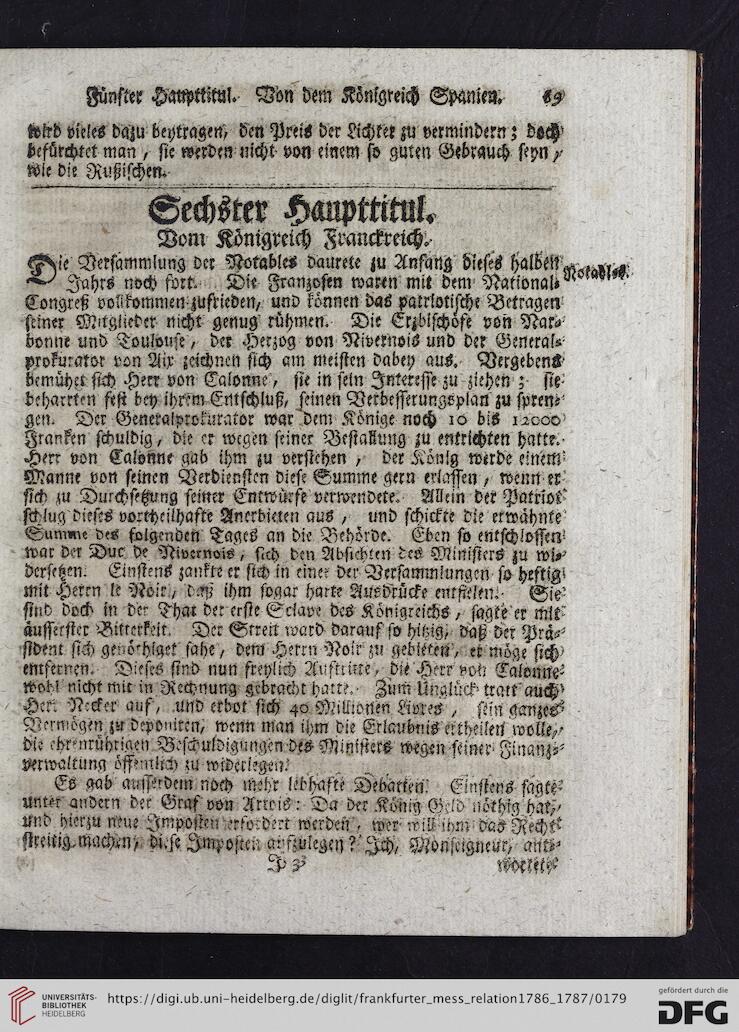 Fünfter Haupttitul. Von dem Königreich Spanien. 69
wird vieles dazu beytragen, den Preis der Lichter zu vermindern; doch
befürchtet man, sie werden nicht von einem so guten Gebrauch seyn,
wie die Rußischen.
Sechster Haupttitul.
Vom Königreich Franckreich.
Die Versammlung der Notables daurete zu Anfang dieses halben
Notables.
Jahrs noch fort. Die Franzosen waren mit dem National-
Congreß vollkommen zufrieden, und können das patriotische Betragen
seiner Mitglieder nicht genug rühmen. Die Erzbischöfe von Nar-
bonne und Toulouse, der Herzog von Nivernois und der General-
prokurator von Aix zeichnen sich am meisten dabey aus. Vergebens
bemühet sich Herr von Calonne, sie in sein Interesse zu ziehen; sie
beharrten fest bey ihrem Entschluß, seinen Verbesserungsplan zu spren-
gen. Der Generalprokurator war dem Könige noch 10 bis 12000
Franken schuldig, die er wegen seiner Bestallung zu entrichten hatte.
Herr von Calonne gab ihm zu verstehen, der König werde einem
Manne von seinen Verdiensten diese Summe gern erlassen, wenn er
sich zu Durchsetzung seiner Entwürfe verwendete. Allein der Patriot
schlug dieses vortheilhafte Anerbieten aus, und schickte die erwähnte
Summe des folgenden Tages an die Behörde. Eben so entschlossen
war der Duc de Nivernois, sich den Absichten des Ministers zu wi-
dersetzen. Einstens zankte er sich in einer der Versammlungen so heftig
mit Herrn le Noir, daß ihm sogar harte Ausdrücke entfielen. Sie
sind doch in der That der erste Sclave des Königreichs, sagte er mit
äusserster Bitterkeit. Der Streit ward darauf so hitzig, daß der Prä-
sident sich genöthiget sahe, dem Herrn Noir zu gebieten, er möge sich
entfernen. Dieses sind nun freylich Auftritte, die Herr von Calonne
wohl nicht mit in Rechnung gebracht hatte. Zum Unglück tratt auch
Herr Necker auf, und erbot sich 40 Millionen Livres, sein ganzes
Vermögen zu deponiren, wenn man ihm die Erlaubnis ertheilen wolle,
die ehrenrührigen Beschuldigungen des Ministers wegen seiner Finanz-
verwaltung öffentlich zu widerlegen.
Es gab ausserdem noch mehr lebhafte Debatten. Einstens sagte
unter andern der Graf von Artois: Da der König Geld nöthig hat,
und hierzu neue Imposten erfordert werden, wer will ihm das Recht
streitig machen, diese Imposten aufzulegen? Ich, Monseigneur, ant-
J 3 wortete
UNIVERSITÄTS-
BIBLIOTHEK
HEIDELBERG
https://digi.ub.uni-heidelberg.de/diglit/frankfurter_mess_relation1786_1787/0179
gefördert durch die
DFG